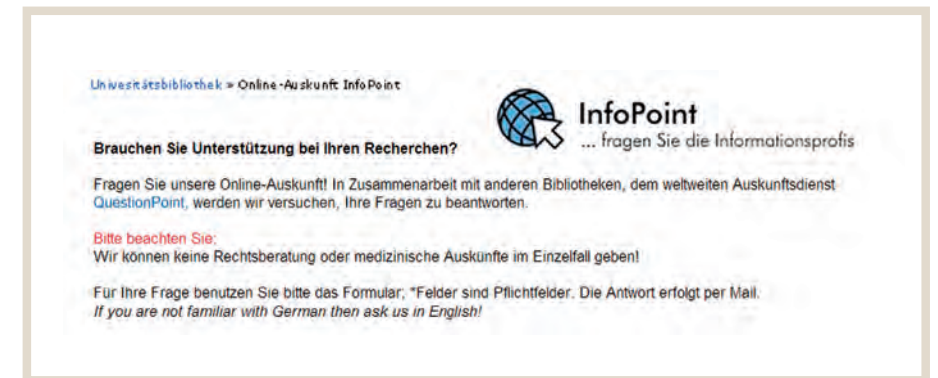 Univesitätsbibliothek » Online-Auskunft InfoPoint
InfoPoint
... fragen Sie die Informationsprofis
Brauchen Sie Unterstützung bei Ihren Recherchen?
Fragen Sie unsere Online-Auskunft! In Zusammenarbeit mit anderen Bibliotheken, dem weltweiten Auskunftsdienst
QuestionPoint, werden wir versuchen, Ihre Fragen zu beantworten.
Bitte beachten Sie:
Wir können keine Rechtsberatung oder medizinische Auskünfte im Einzelfall geben!
Für Ihre Frage benutzen Sie bitte das Formular; *Felder sind Pflichtfelder. Die Antwort erfolgt per Mail.
If you are not familiar with German then ask us in English!